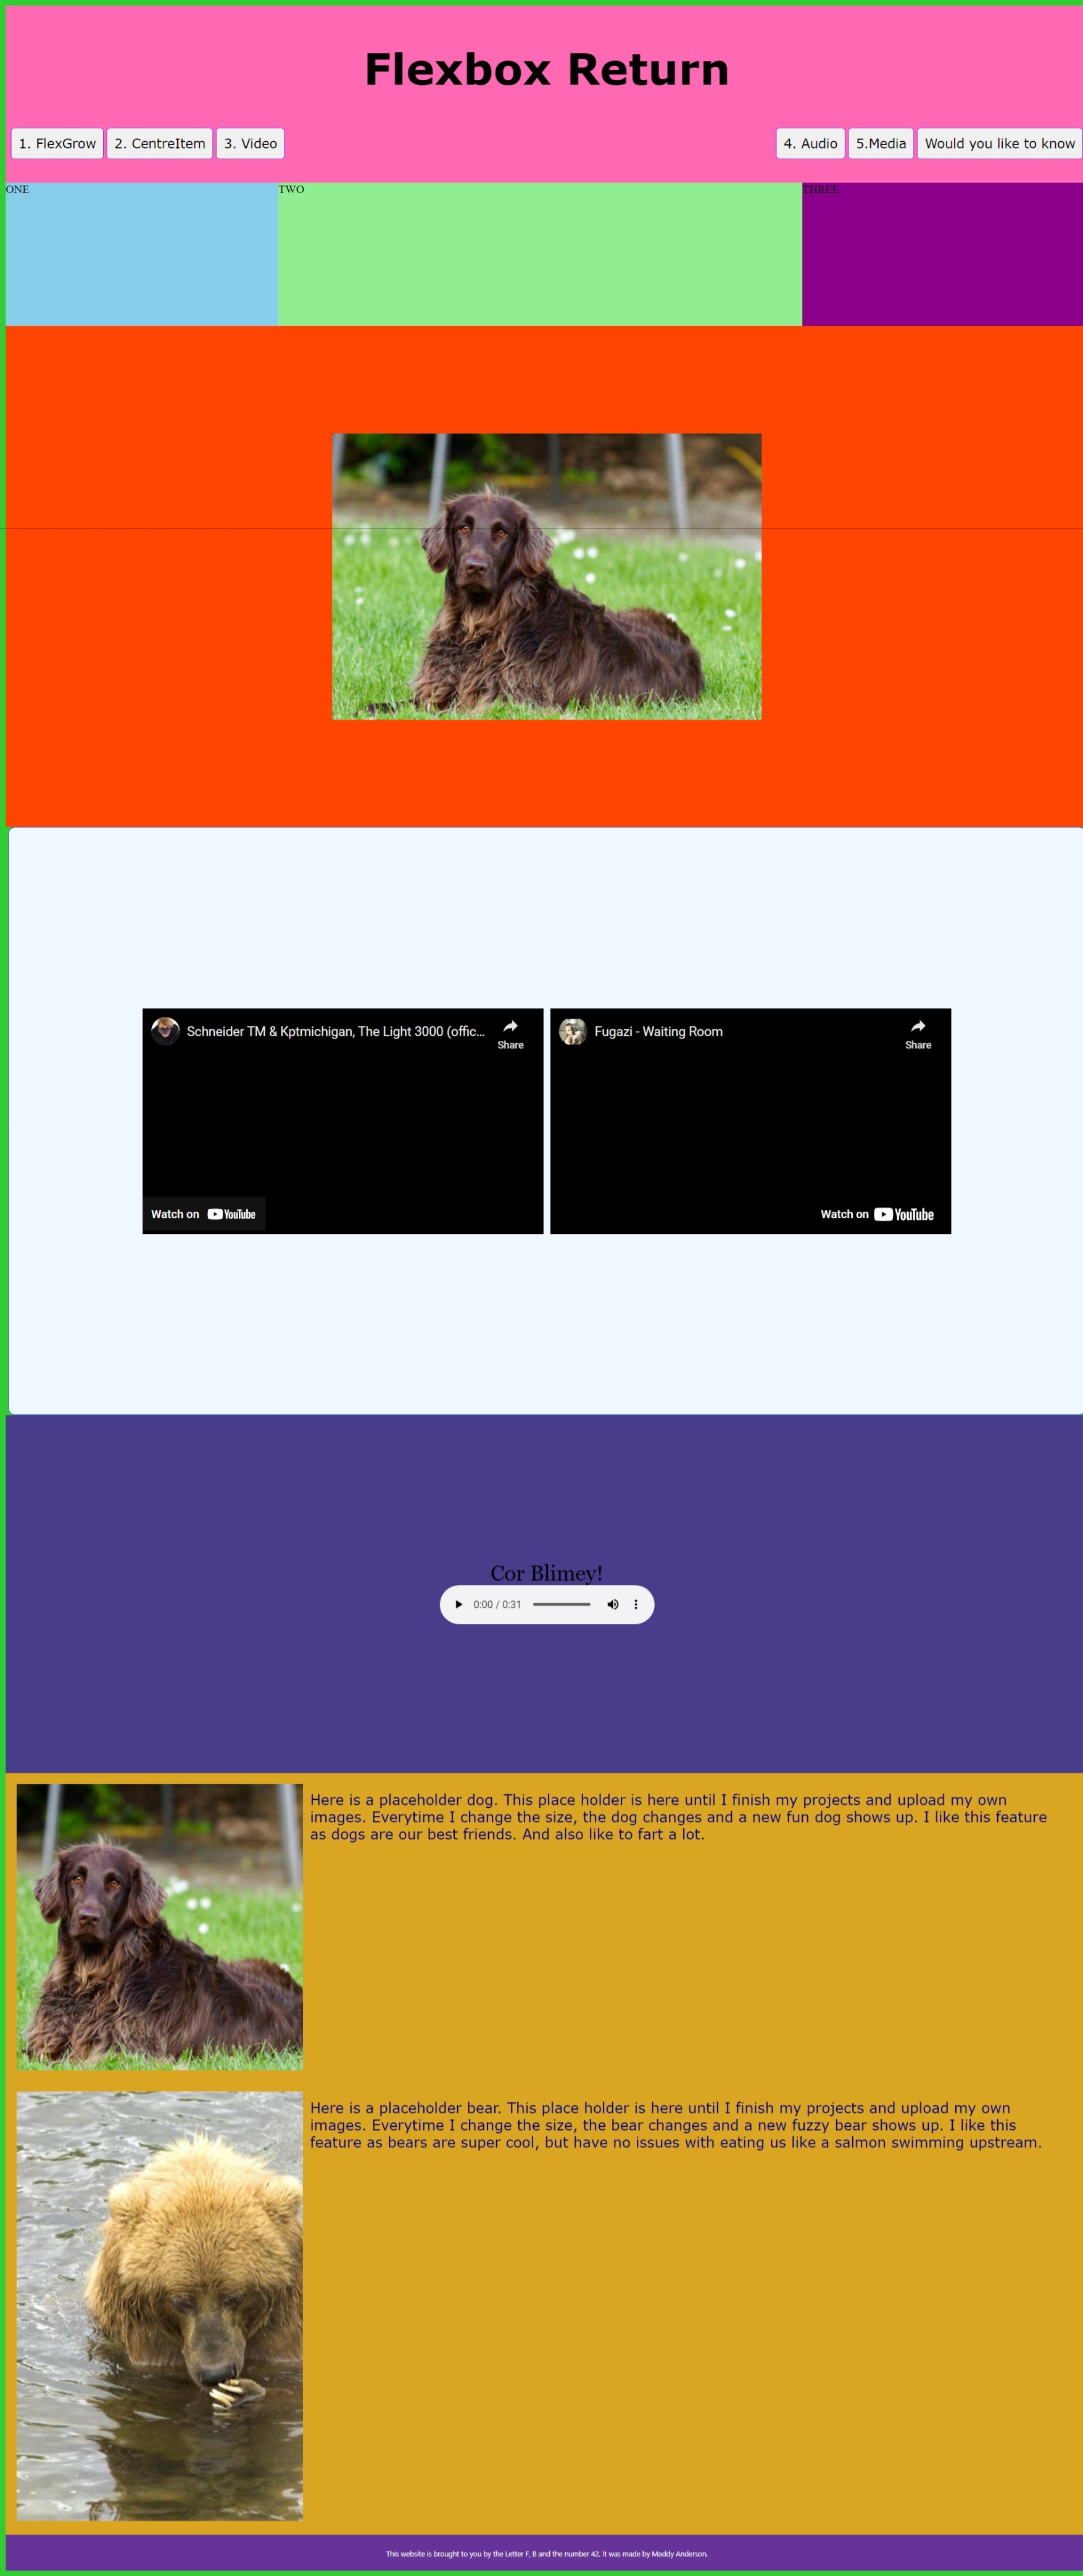 Flexbox Return
1. FlexGrow 2. CentreItem 3. Video 4. Audio 5.Media Would you like to know
ONE TWO THREE
Schneider TM & Kptmichigan, The Light 3000 (offic...
Share
Watch on YouTube
Fugazi - Waiting Room
Share
Watch on YouTube
Cor Blimey!
0:00 / 0:31
Here is a placeholder dog. This place holder is here until I finish my projects and upload my own
images. Everytime I change the size, the dog changes and a new fun dog shows up. I like this feature
as dogs are our best friends. And also like to fart a lot.
Here is a placeholder bear. This place holder is here until I finish my projects and upload my own
images. Everytime I change the size, the bear changes and a new fuzzy bear shows up. I like this
feature as bears are super cool, but have no issues with eating us like a salmon swimming upstream.
This website is brought to you by the Letter F, B and the number 42. It was made by Maddy Anderson.